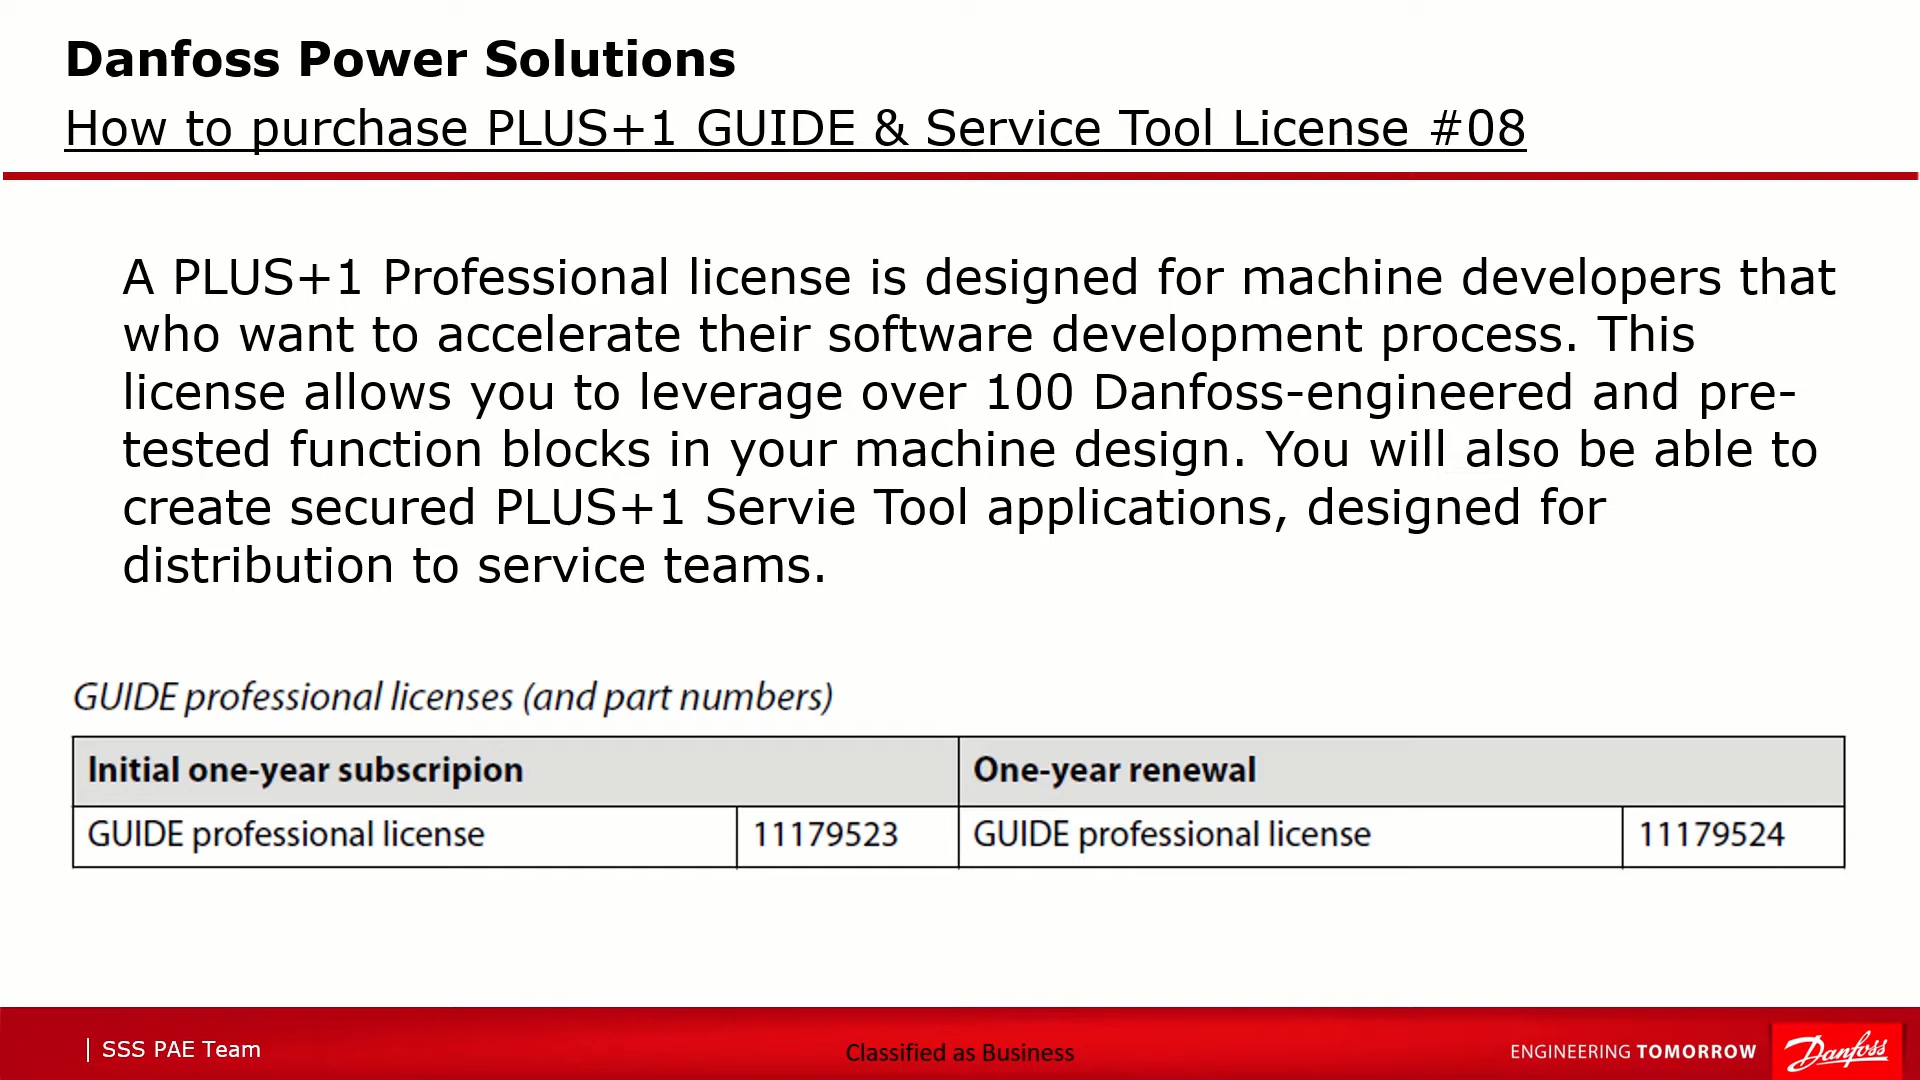 Danfoss Power Solutions
How to purchase PLUS+1 GUIDE & Service Tool License #08
A PLUS+1 Professional license is designed for machine developers that
who want to accelerate their software development process. This
license allows you to leverage over 100 Danfoss-engineered and pre-
tested function blocks in your machine design. You will also be able to
create secured PLUS+1 Servie Tool applications, designed for
distribution to service teams.
GUIDE professional licenses (and part numbers)
Initial one-year subscripion One-year renewal
GUIDE professional license 11179523 GUIDE professional license 11179524
| SSS PAE Team
Classified as Business
ENGINEERING TOMORROW
Danfoss